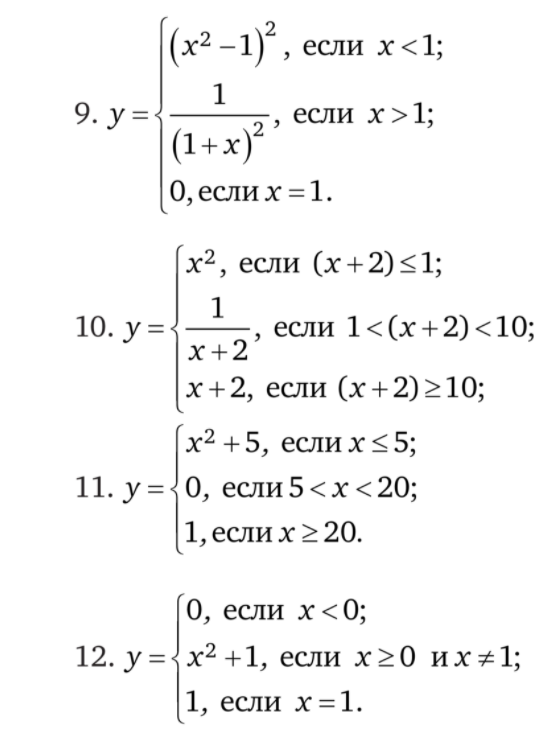 9. y = { (x² – 1)², если x < 1;
1/(1 + x)², если x > 1;
0, если x = 1.
10. y = { x², если (x + 2) ≤ 1;
1/(x + 2), если 1 < (x + 2) < 10;
x + 2, если (x + 2) ≥ 10;
11. y = { x² + 5, если x ≤ 5;
0, если 5 < x < 20;
1, если x ≥ 20.
12. y = { 0, если x < 0;
x² + 1, если x ≥ 0 и x ≠ 1;
1, если x = 1.